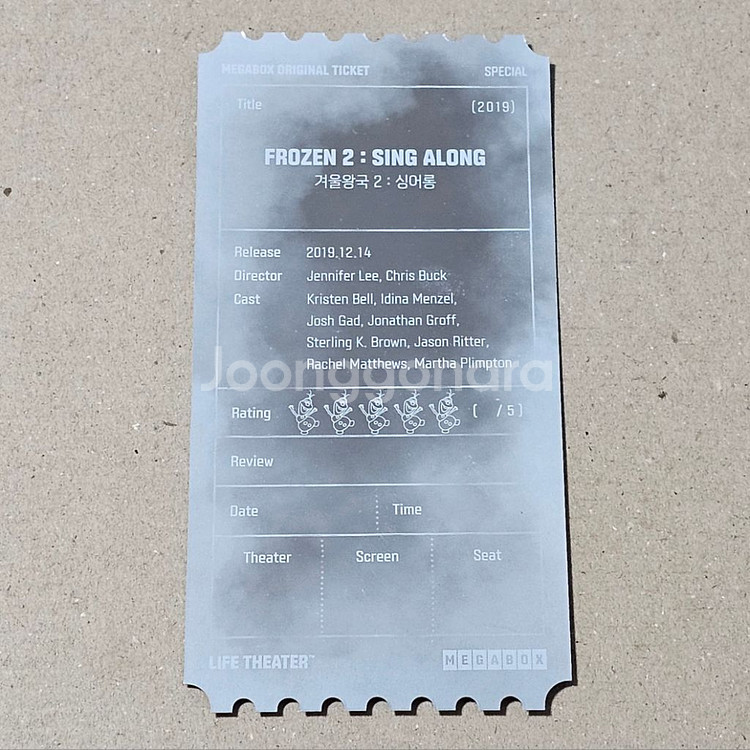 MEGABOX ORIGINAL TICKET SPECIAL
Title (2019)
FROZEN 2 : SING ALONG
겨울왕국 2 : 싱어롱
Release 2019.12.14
Director Jennifer Lee, Chris Buck
Cast Kristen Bell, Idina Menzel,
Josh Gad, Jonathan Groff,
Sterling K. Brown, Jason Ritter,
Rachel Matthews, Martha Plimpton
Joonggonara
Rating ( / 5 )
Review
Date Time
Theater Screen Seat
LIFE THEATER™ MEGABOX